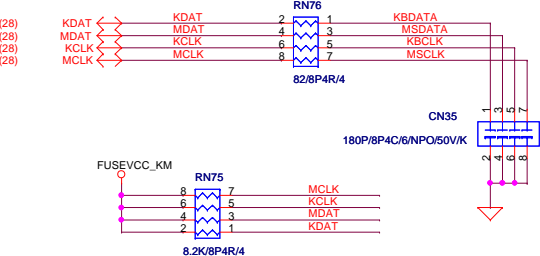 RN76
(28) KDAT KDAT 2 1 KBDATA
(28) MDAT MDAT 4 3 MSDATA
(28) KCLK KCLK 6 5 KBCLK
(28) MCLK MCLK 8 7 MSCLK
82/8P4R/4
CN35
1 3 5 7
180P/8P4C/6/NPO/50V/K
2 4 6 8
FUSEVCC_KM
RN75
8 7 MCLK
6 5 KCLK
4 3 MDAT
2 1 KDAT
8.2K/8P4R/4